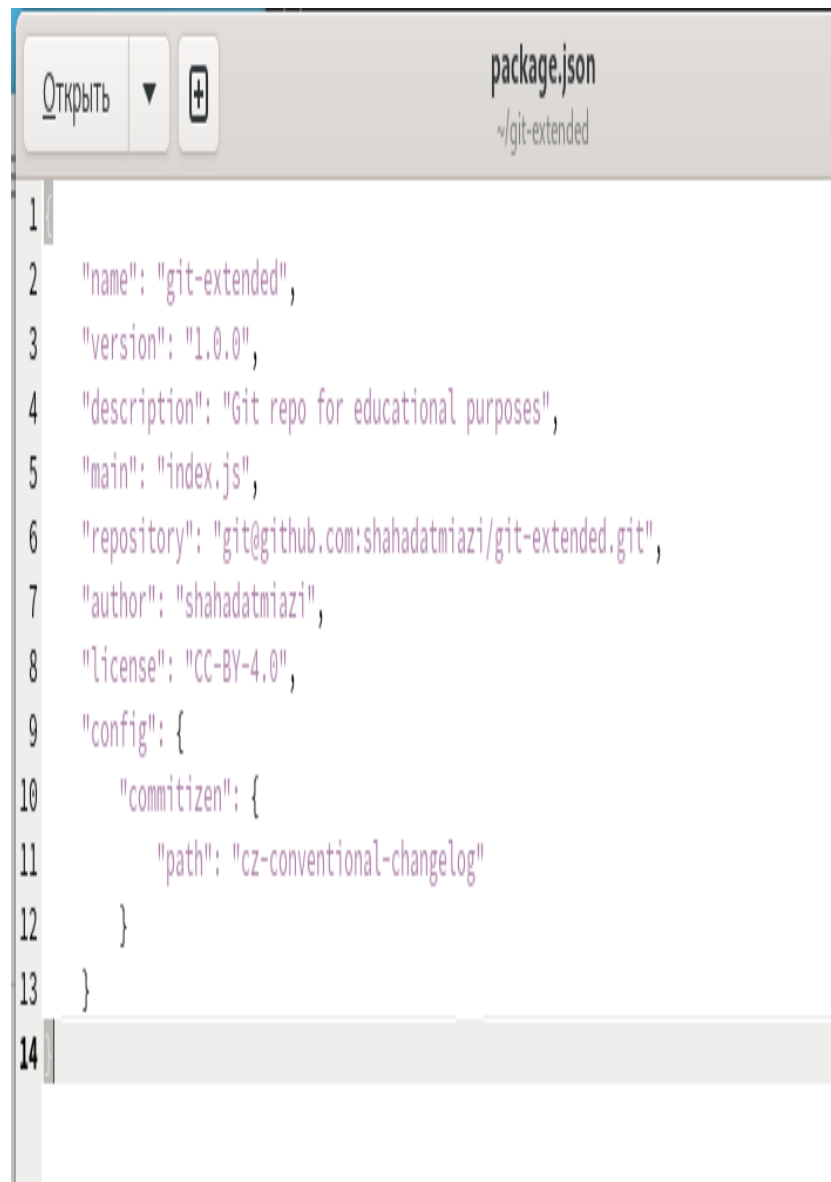 Открыть
package.json
~/git-extended
1 {
2 "name": "git-extended",
3 "version": "1.0.0",
4 "description": "Git repo for educational purposes",
5 "main": "index.js",
6 "repository": "git@github.com:shahadatmiazi/git-extended.git",
7 "author": "shahadatmiazi",
8 "license": "CC-BY-4.0",
9 "config": {
10 "commitizen": {
11 "path": "cz-conventional-changelog"
12 }
13 }
14 }